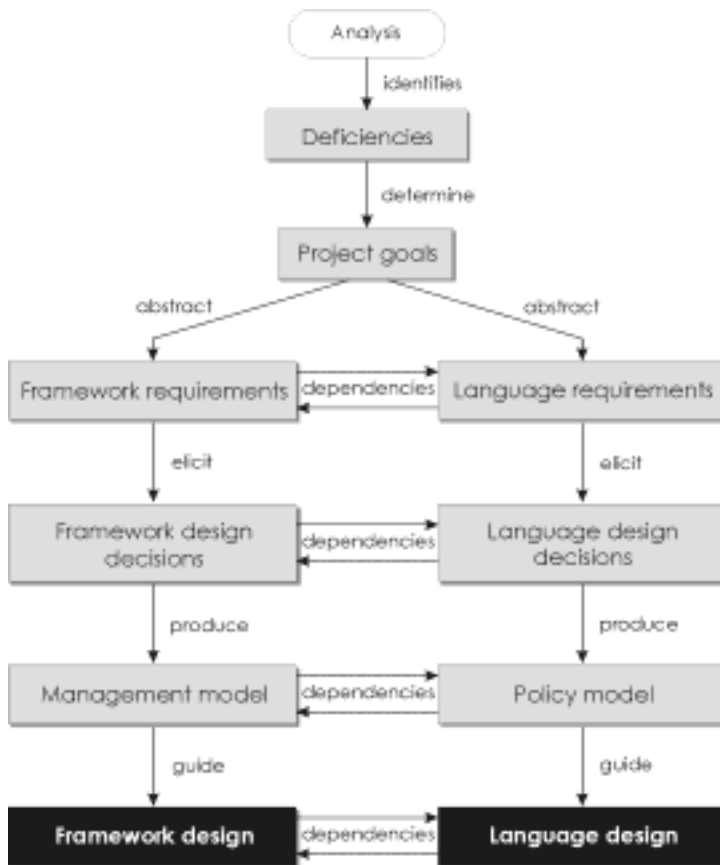 Analysis
identifies
Deficiencies
determine
Project goals
abstract
abstract
Framework requirements
dependencies
Language requirements
elicit
elicit
Framework design
decisions
dependencies
Language design
decisions
produce
produce
Management model
dependencies
Policy model
guide
guide
Framework design
dependencies
Language design